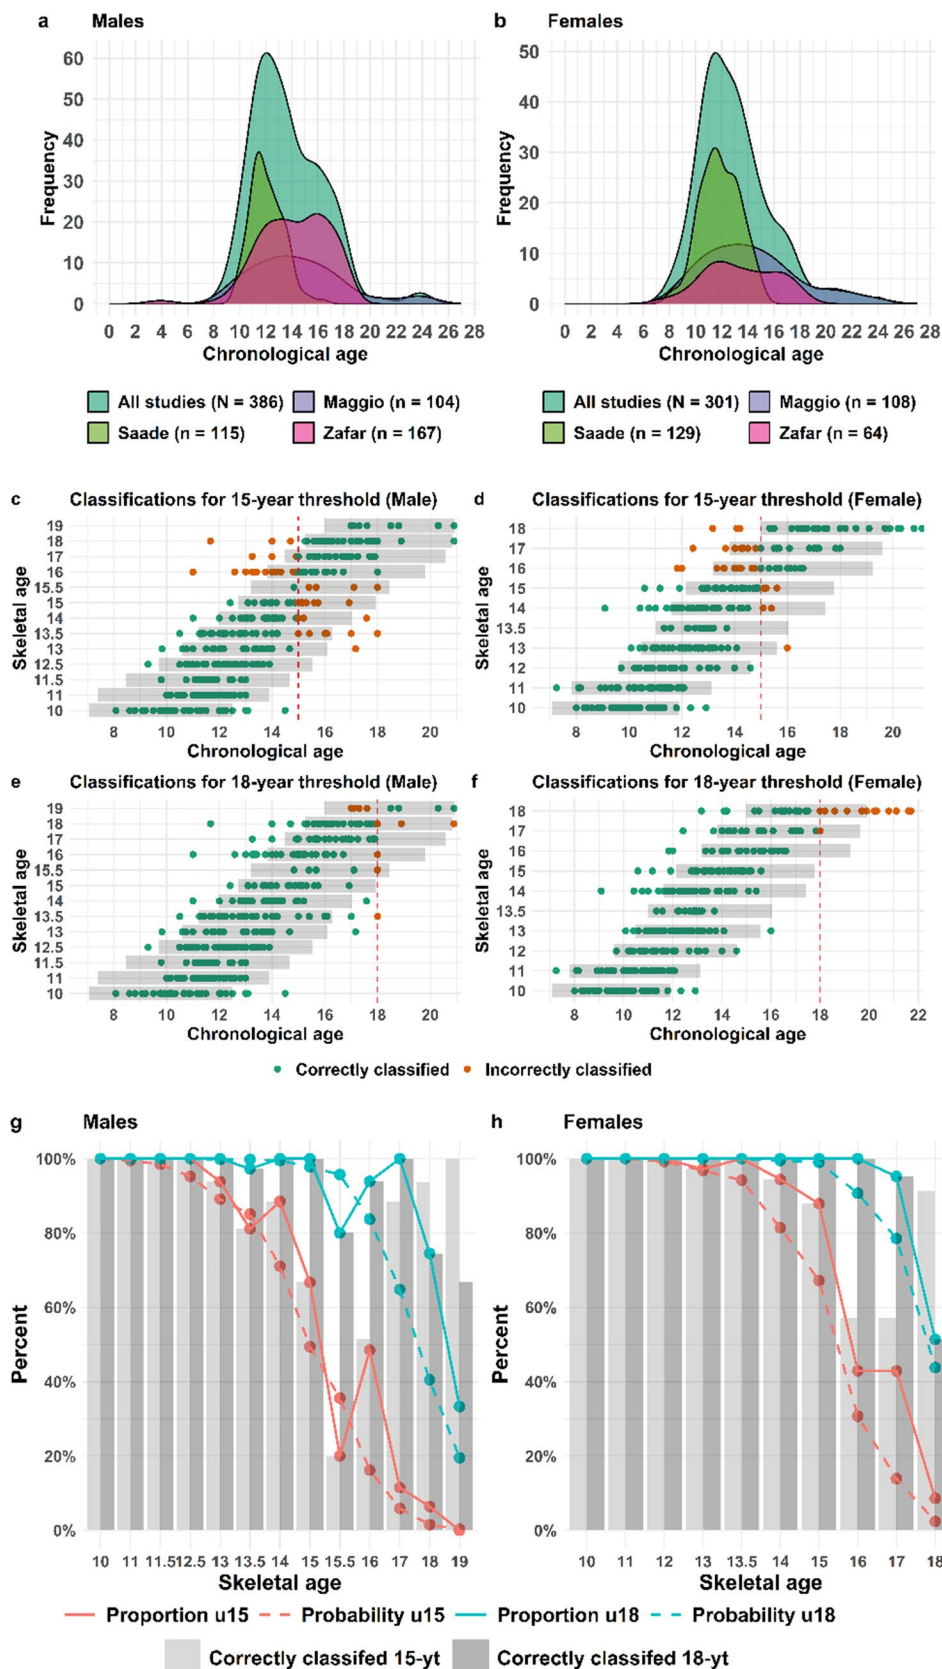 a Males
60
50
40
30
20
10
0
Frequency
0 2 4 6 8 10 12 14 16 18 20 22 24 26 28
Chronological age
All studies (N = 386) Maggio (n = 104)
Saade (n = 115) Zafar (n = 167)
b Females
50
40
30
20
10
0
Frequency
0 2 4 6 8 10 12 14 16 18 20 22 24 26 28
Chronological age
All studies (N = 301) Maggio (n = 108)
Saade (n = 129) Zafar (n = 64)
c Classifications for 15-year threshold (Male)
19
18
17
16
15.5
15
14
13.5
13
12.5
11.5
11
10
Skeletal age
8 10 12 14 16 18 20
Chronological age
d Classifications for 15-year threshold (Female)
18
17
16
15
14
13.5
13
12
11
10
Skeletal age
8 10 12 14 16 18 20
Chronological age
e Classifications for 18-year threshold (Male)
19
18
17
16
15.5
15
14
13.5
13
12.5
11.5
11
10
Skeletal age
8 10 12 14 16 18 20
Chronological age
f Classifications for 18-year threshold (Female)
18
17
16
15
14
13.5
13
12
11
10
Skeletal age
8 10 12 14 16 18 20 22
Chronological age
Correctly classified Incorrectly classified
g Males
100%
80%
60%
40%
20%
0%
Percent
10 11 11.5 12.5 13 13.5 14 15 15.5 16 17 18 19
Skeletal age
h Females
100%
80%
60%
40%
20%
0%
Percent
10 11 12 13 13.5 14 15 16 17 18
Skeletal age
Proportion u15 Probability u15 Proportion u18 Probability u18
Correctly classifed 15-yt Correctly classifed 18-yt